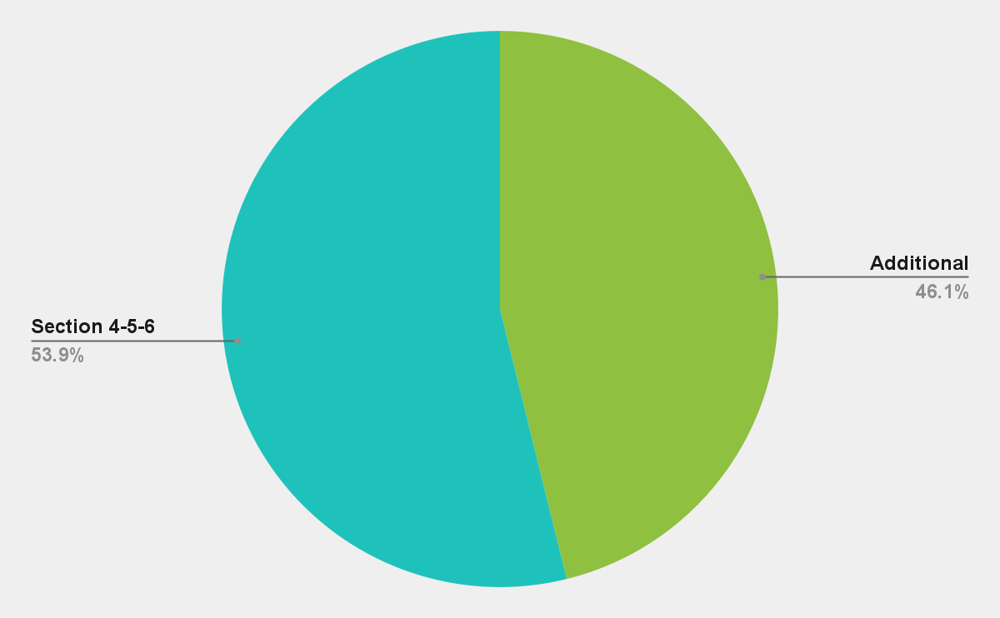 Additional
46.1%
Section 4-5-6
53.9%